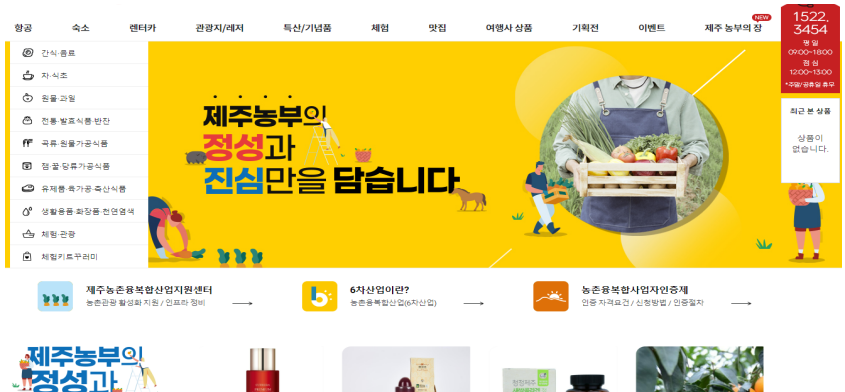 항공 숙소 렌터카 관광지/레저 특산/기념품 체험 맛집 여행사 상품 기획전 이벤트 제주 농부의 장 NEW
1522.
3454
평 일
09:00~18:00
점 심
12:00~13:00
*주말/공휴일 휴무
최근 본 상품
상품이
없습니다.
간식·음료
차·식초
원물·과일
전통·발효식품·반찬
곡류·원물가공식품
잼·꿀·당류가공식품
유제품·육가공·축산식품
생활용품·화장품·천연염색
체험·관광
체험키트꾸러미
제주농부의
정성과
진심만을 담습니다
제주농촌융복합산업지원센터
농촌관광 활성화 지원 / 인프라 정비
6차산업이란?
농촌융복합산업(6차산업)
농촌융복합사업자인증제
인증 자격요건 / 신청방법 / 인증절차
제주농부의
정성과